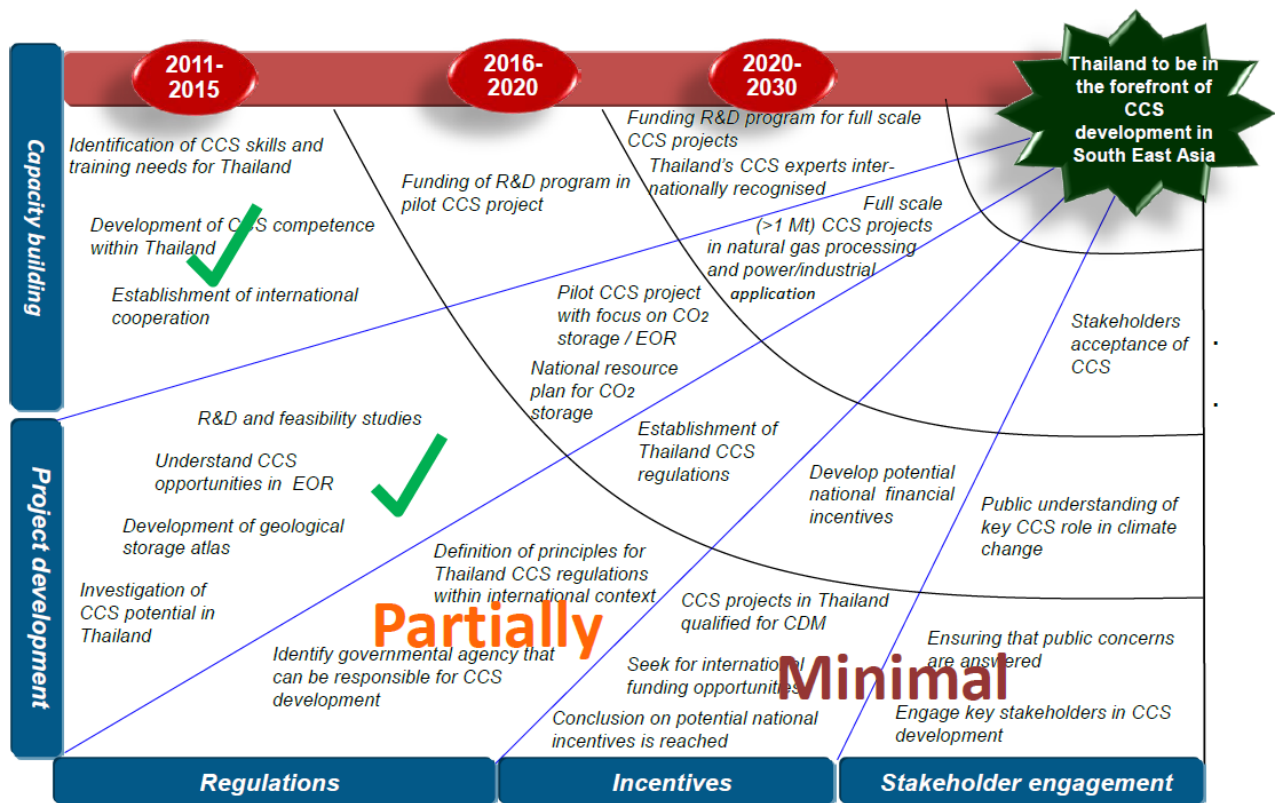 2011-
2015
2016-
2020
2020-
2030
Thailand to be in
the forefront of
CCS
development in
South East Asia
Capacity building
Identification of CCS skills and
training needs for Thailand
Development of CCS competence
within Thailand
Establishment of international
cooperation
Funding of R&D program in
pilot CCS project
Funding R&D program for full scale
CCS projects
Thailand's CCS experts inter-
nationally recognised
Full scale
(>1 Mt) CCS projects
in natural gas processing
and power/industrial
application
Pilot CCS project
with focus on CO2
storage / EOR
National resource
plan for CO2
storage
Stakeholders
acceptance of
CCS
.
.
Project development
R&D and feasibility studies
Understand CCS
opportunities in EOR
Development of geological
storage atlas
Investigation of
CCS potential in
Thailand
Establishment of
Thailand CCS
regulations
Develop potential
national financial
incentives
Public understanding of
key CCS role in climate
change
Definition of principles for
Thailand CCS regulations
within international context
Partially
Identify governmental agency that
can be responsible for CCS
development
CCS projects in Thailand
qualified for CDM
Seek for international
funding opportunities
Minimal
Conclusion on potential national
incentives is reached
Ensuring that public concerns
are answered
Engage key stakeholders in CCS
development
Regulations
Incentives
Stakeholder engagement